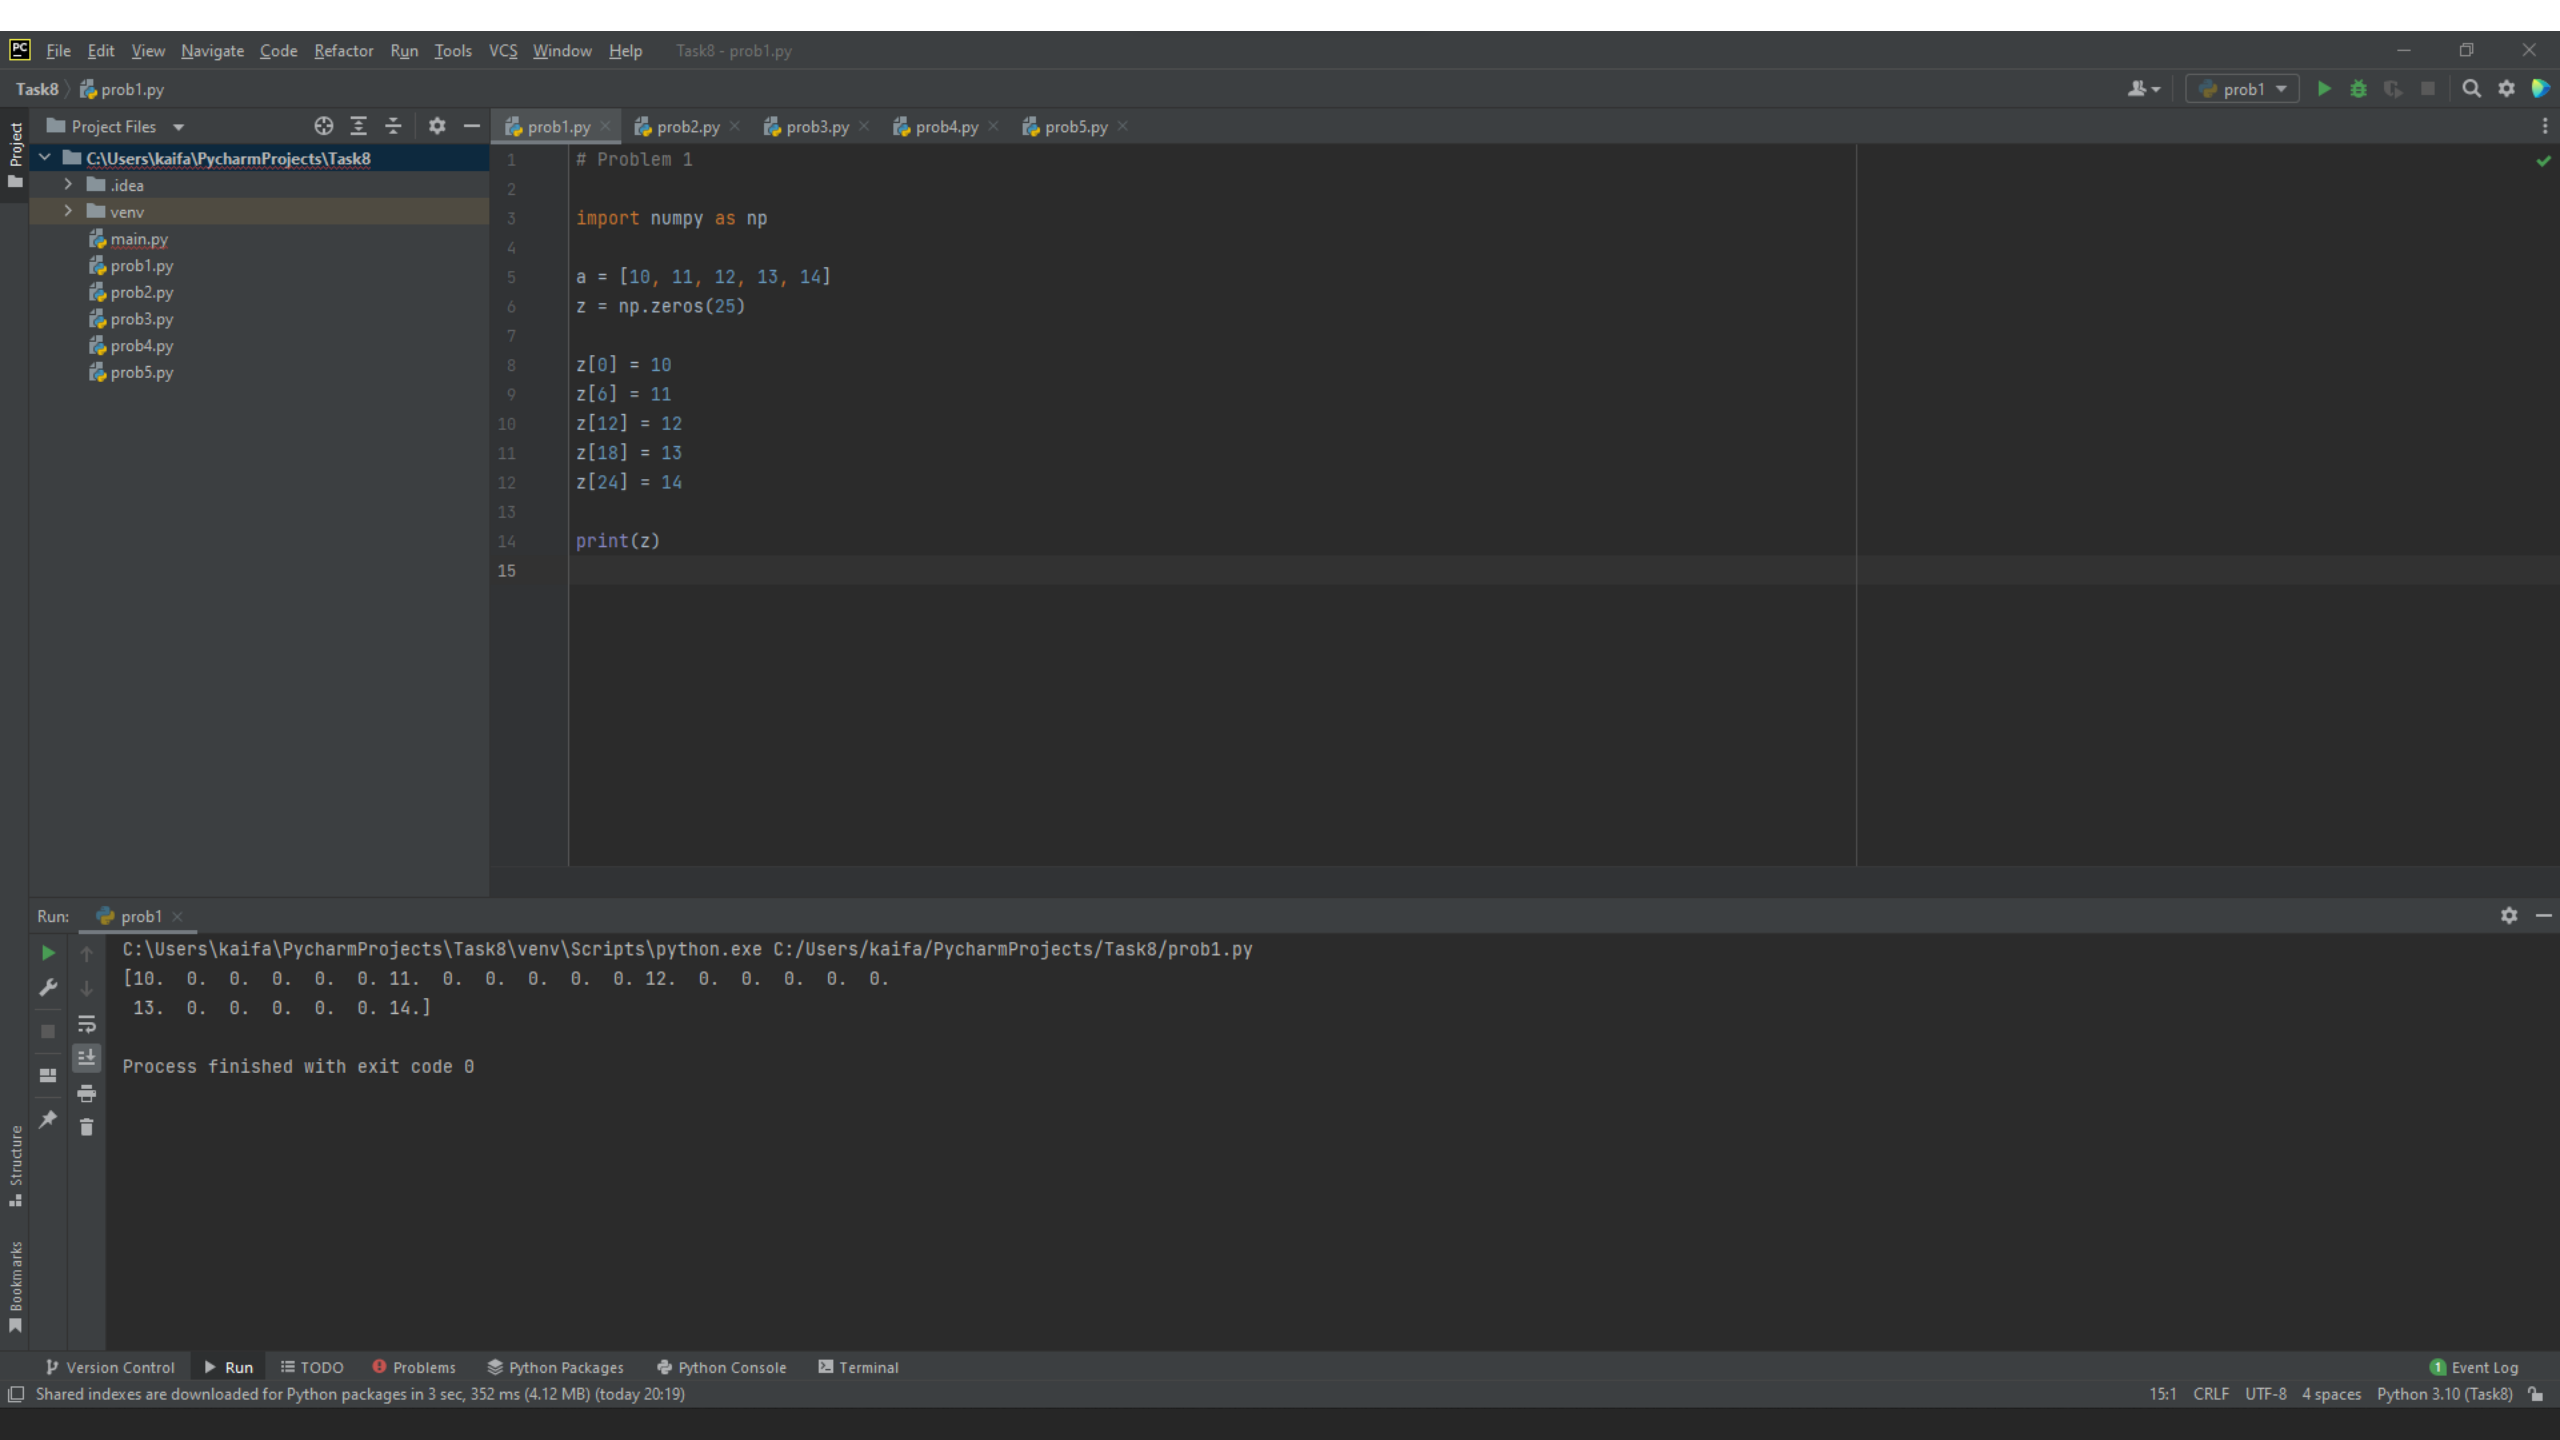 PC File Edit View Navigate Code Refactor Run Tools VCS Window Help Task8 - prob1.py
Task8 prob1.py prob1
Project Files prob1.py prob2.py prob3.py prob4.py prob5.py
Project
C:\Users\kaifa\PycharmProjects\Task8
.idea
venv
main.py
prob1.py
prob2.py
prob3.py
prob4.py
prob5.py
1 # Problem 1
2
3 import numpy as np
4
5 a = [10, 11, 12, 13, 14]
6 z = np.zeros(25)
7
8 z[0] = 10
9 z[6] = 11
10 z[12] = 12
11 z[18] = 13
12 z[24] = 14
13
14 print(z)
15
Run: prob1
C:\Users\kaifa\PycharmProjects\Task8\venv\Scripts\python.exe C:/Users/kaifa/PycharmProjects/Task8/prob1.py
[10. 0. 0. 0. 0. 0. 11. 0. 0. 0. 0. 0. 12. 0. 0. 0. 0. 0.
13. 0. 0. 0. 0. 0. 14.]
Process finished with exit code 0
Structure
Bookmarks
Version Control Run TODO Problems Python Packages Python Console Terminal 1 Event Log
Shared indexes are downloaded for Python packages in 3 sec, 352 ms (4.12 MB) (today 20:19) 15:1 CRLF UTF-8 4 spaces Python 3.10 (Task8)